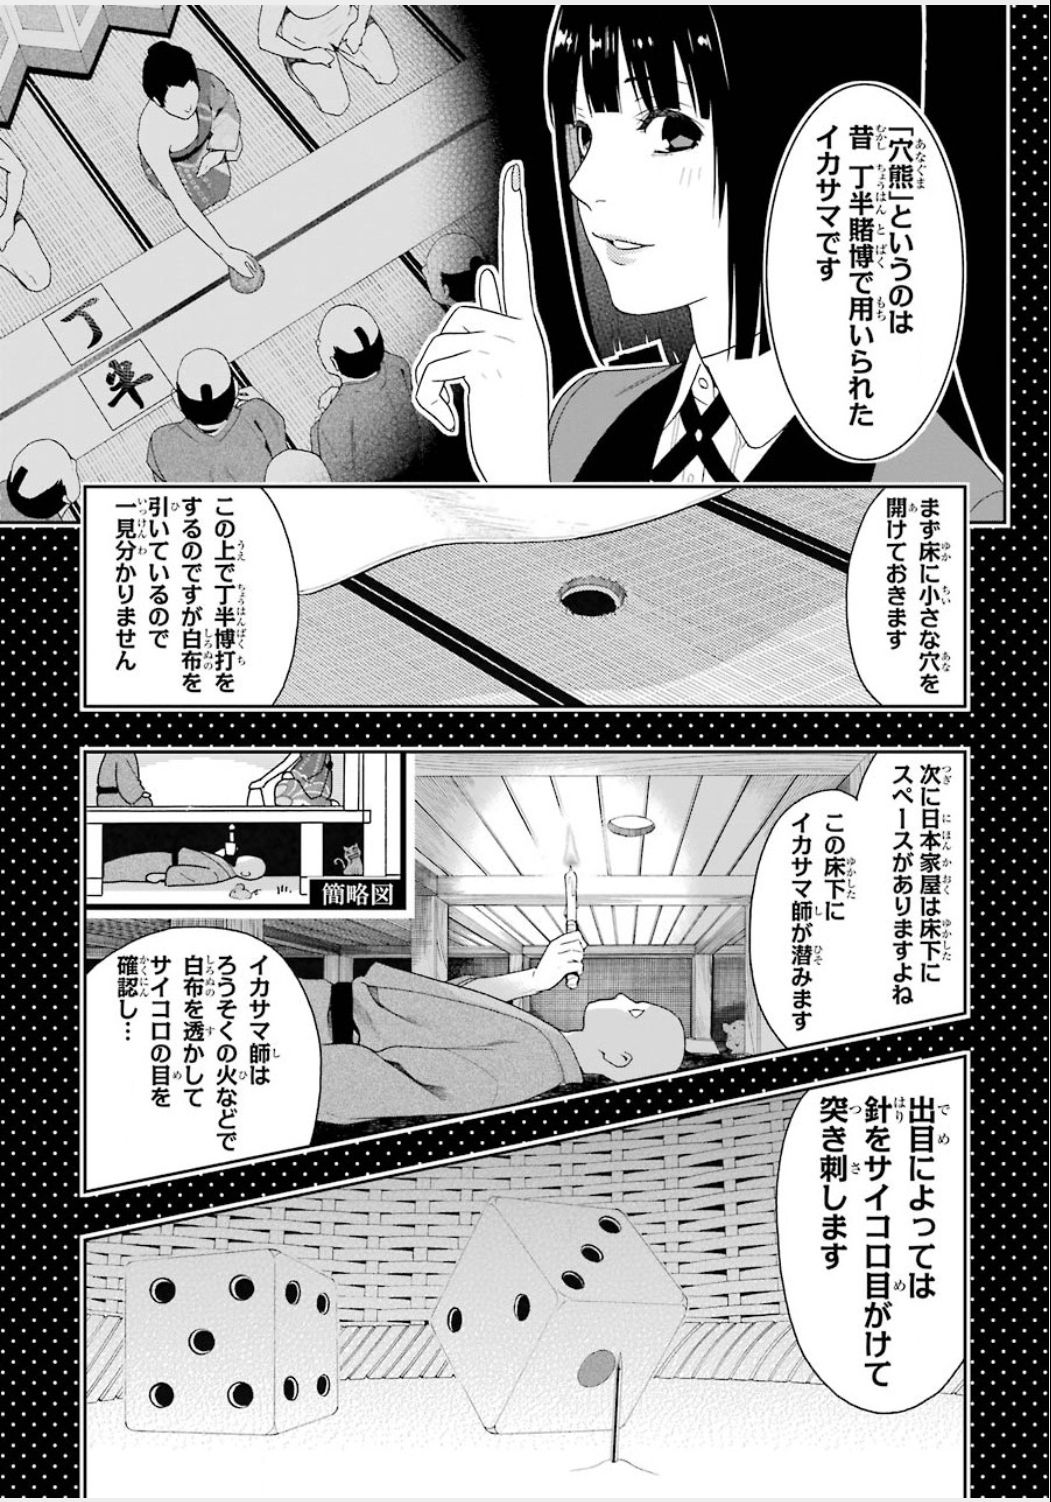 「穴熊」というのは
昔 丁半賭博で用いられた
イカサマです
丁
半
まず床に小さな穴を
開けておきます
この上で丁半博打を
するのですが白布を
引いているので
一見分かりません
次に日本家屋は床下に
スペースがありますよね
この床下に
イカサマ師が潜みます
簡略図
イカサマ師は
ろうそくの火などで
白布を透かして
サイコロの目を
確認し…
出目によっては
針をサイコロ目がけて
突き刺します